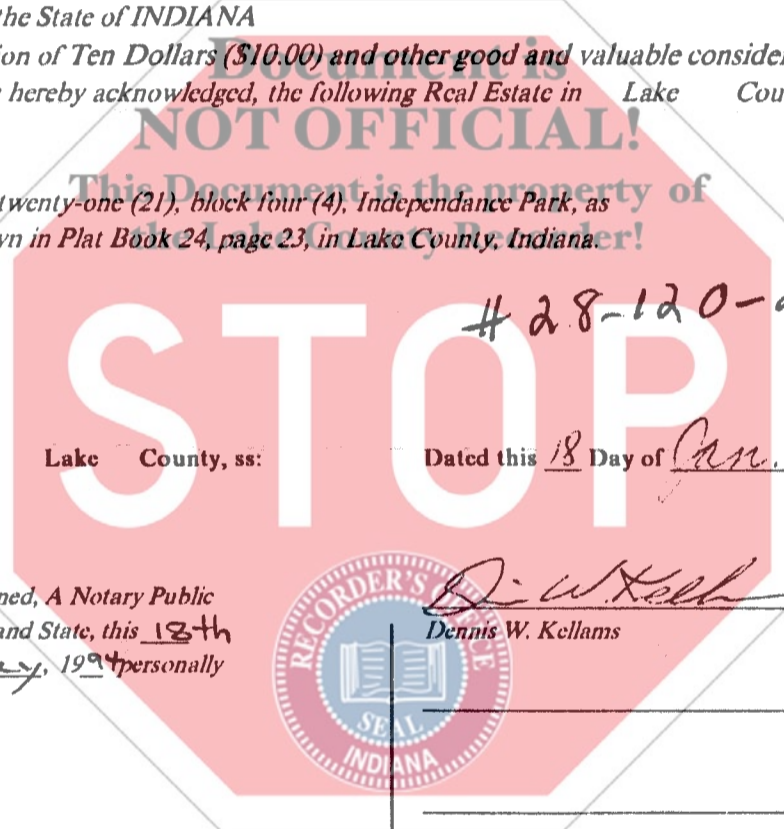 the State of INDIANA
ion of Ten Dollars ($10.00) and other good and valuable consider
hereby acknowledged, the following Real Estate in Lake Cou
Document is
NOT OFFICIAL!
This Document is the property of
the Lake County Recorder!
twenty-one (21), block four (4), Independance Park, as
wn in Plat Book 24, page 23, in Lake County, Indiana.
# 28-120-
STOP
Lake County, ss:
Dated this 18 Day of Jan.
ned, A Notary Public
and State, this 18th
19 94 personally
Dennis W. Kellams
RECORDER'S OFFICE
SEAL
INDIANA